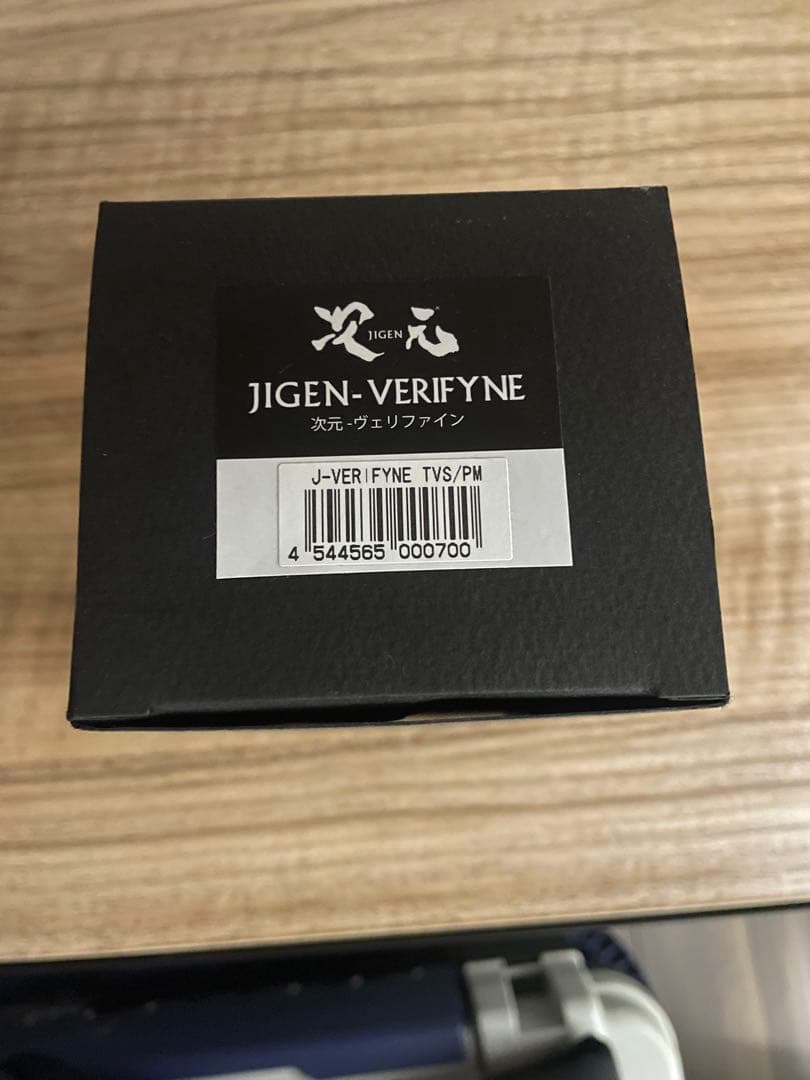 次 JIGEN 元
JIGEN-VERIFYNE
次元-ヴェリファイン
J-VERIFYNE TVS/PM
4 544565 000700